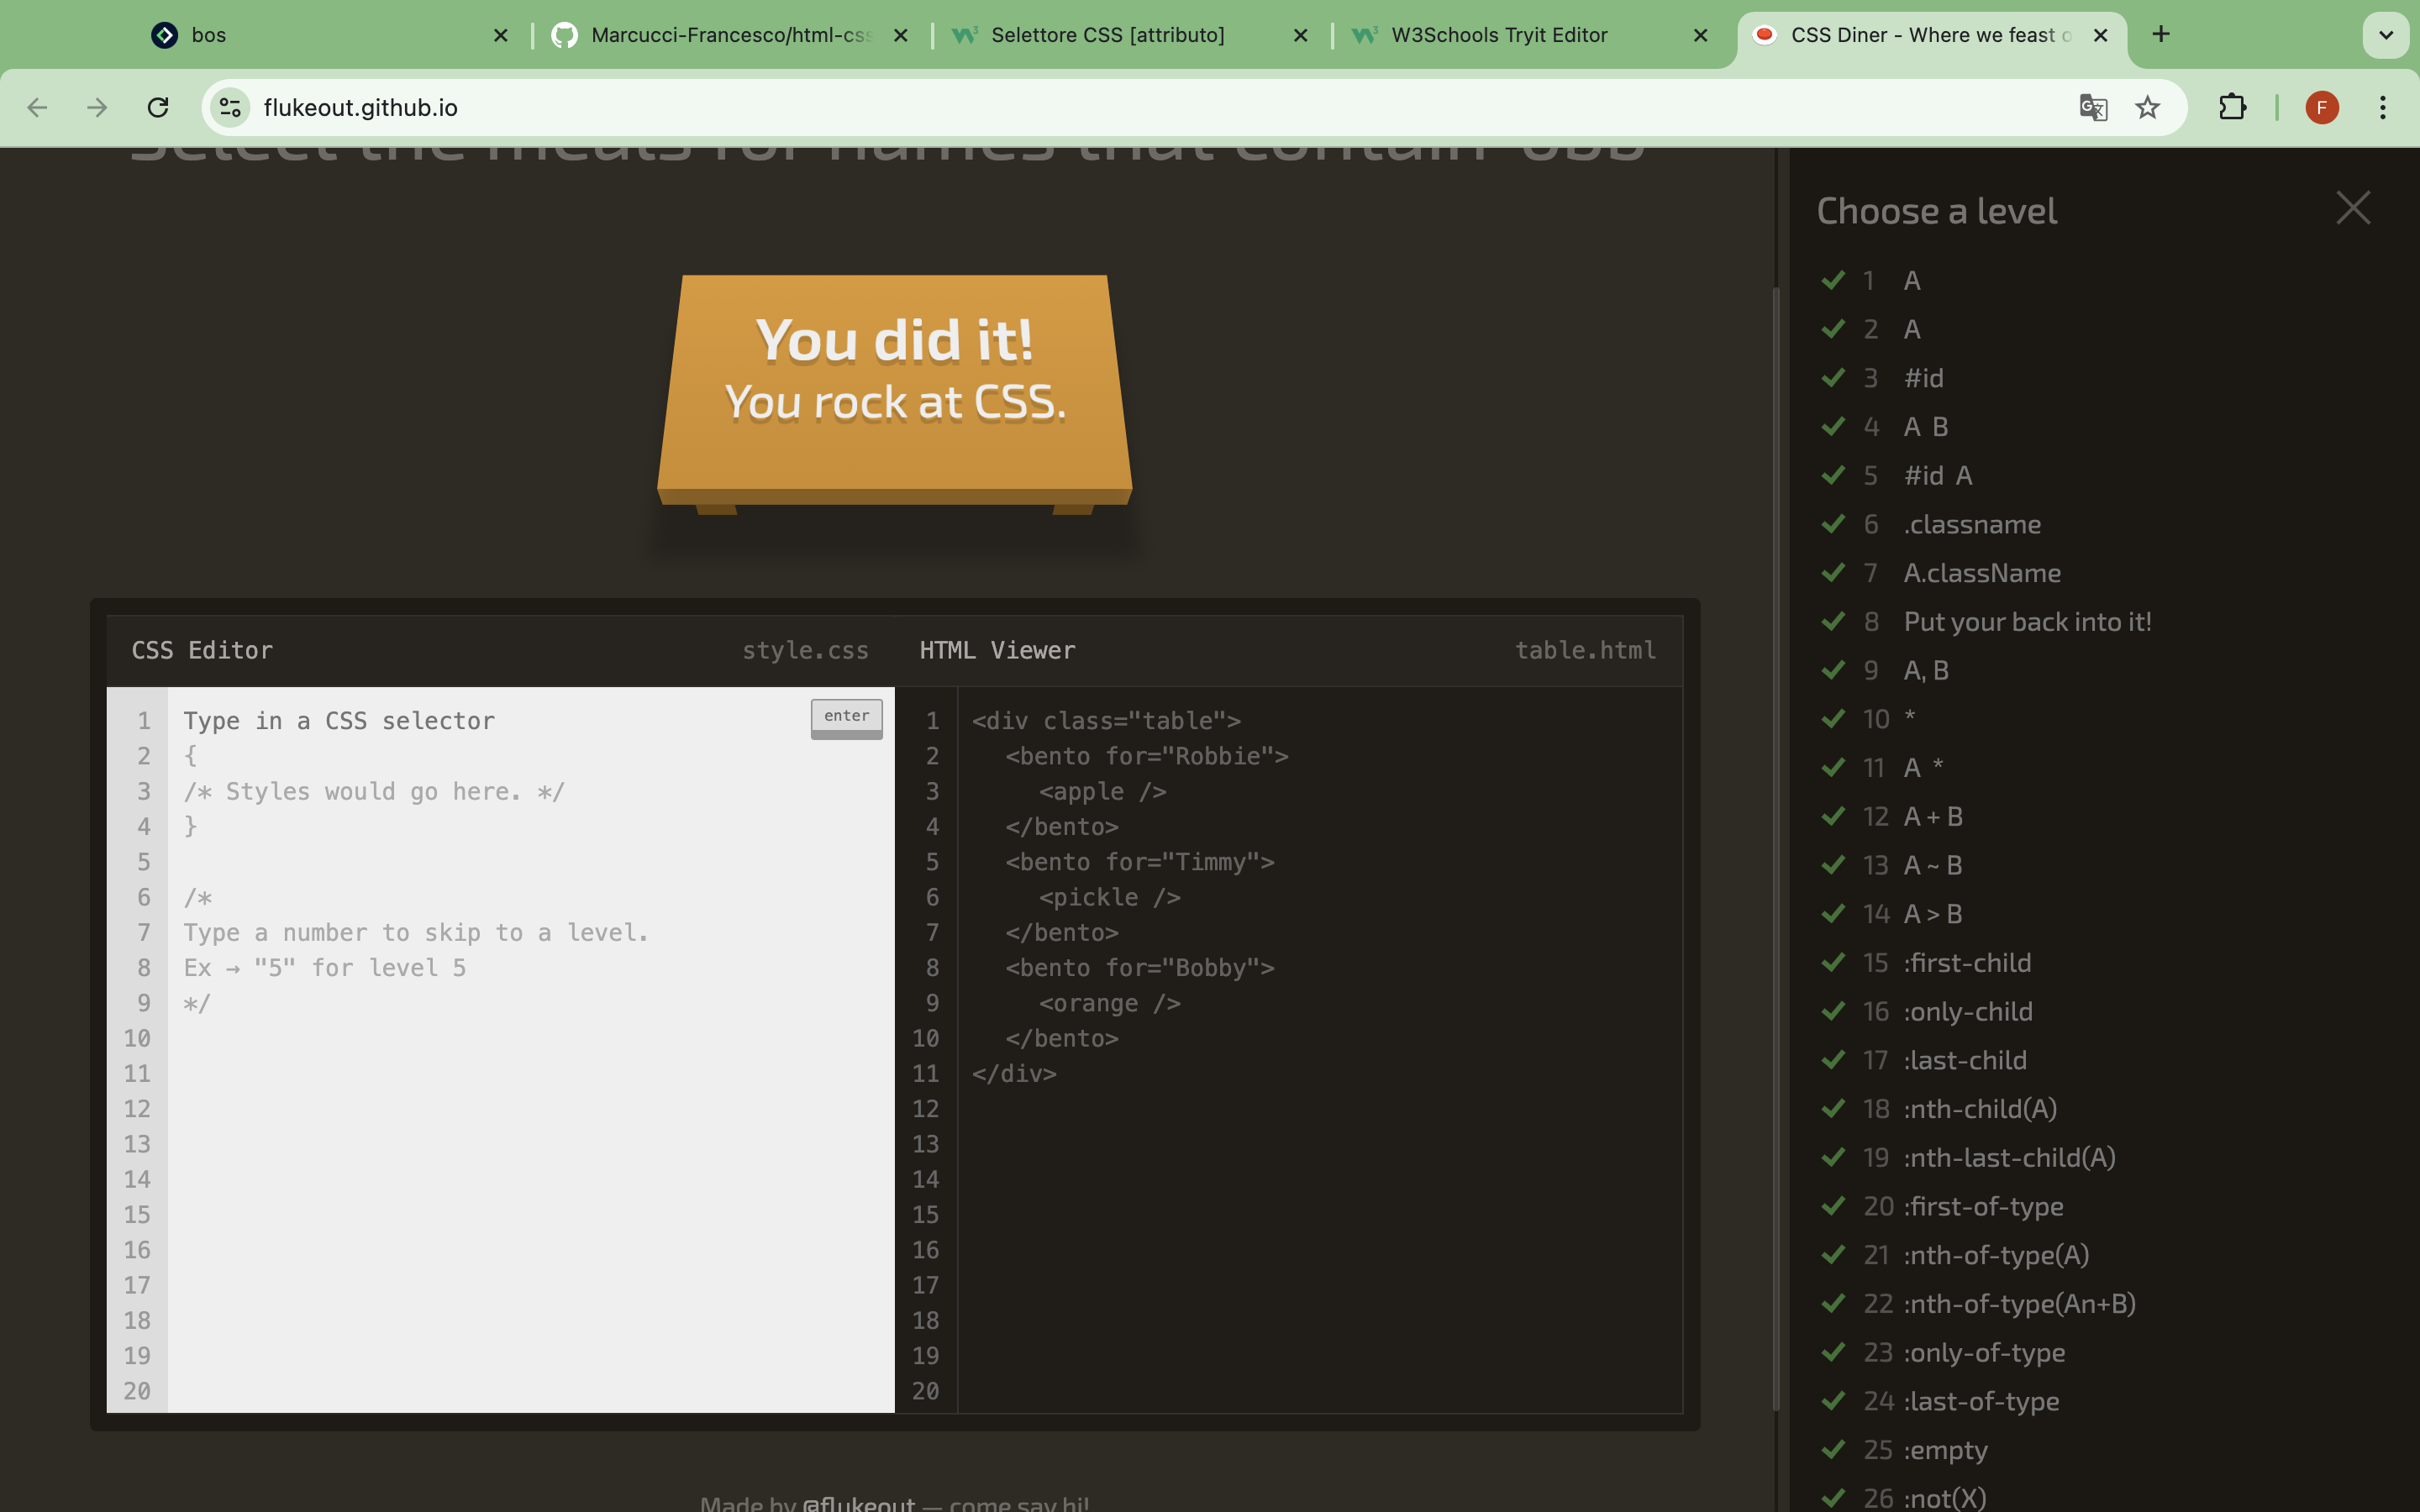 bos
Marcucci-Francesco/html-css
Selettore CSS [attributo]
W3Schools Tryit Editor
CSS Diner - Where we feast o
flukeout.github.io
F
Select the meals for names that contain 'obb'
Choose a level
You did it!
You rock at CSS.
CSS Editor
style.css
HTML Viewer
table.html
enter
1 Type in a CSS selector
2 {
3 /* Styles would go here. */
4 }
5
6 /*
7 Type a number to skip to a level.
8 Ex → "5" for level 5
9 */
10
11
12
13
14
15
16
17
18
19
20
1 <div class="table">
2 <bento for="Robbie">
3 <apple />
4 </bento>
5 <bento for="Timmy">
6 <pickle />
7 </bento>
8 <bento for="Bobby">
9 <orange />
10 </bento>
11 </div>
12
13
14
15
16
17
18
19
20
Made by @flukeout — come say hi!
1 A
2 A
3 #id
4 A B
5 #id A
6 .classname
7 A.className
8 Put your back into it!
9 A, B
10 *
11 A *
12 A + B
13 A ~ B
14 A > B
15 :first-child
16 :only-child
17 :last-child
18 :nth-child(A)
19 :nth-last-child(A)
20 :first-of-type
21 :nth-of-type(A)
22 :nth-of-type(An+B)
23 :only-of-type
24 :last-of-type
25 :empty
26 :not(X)